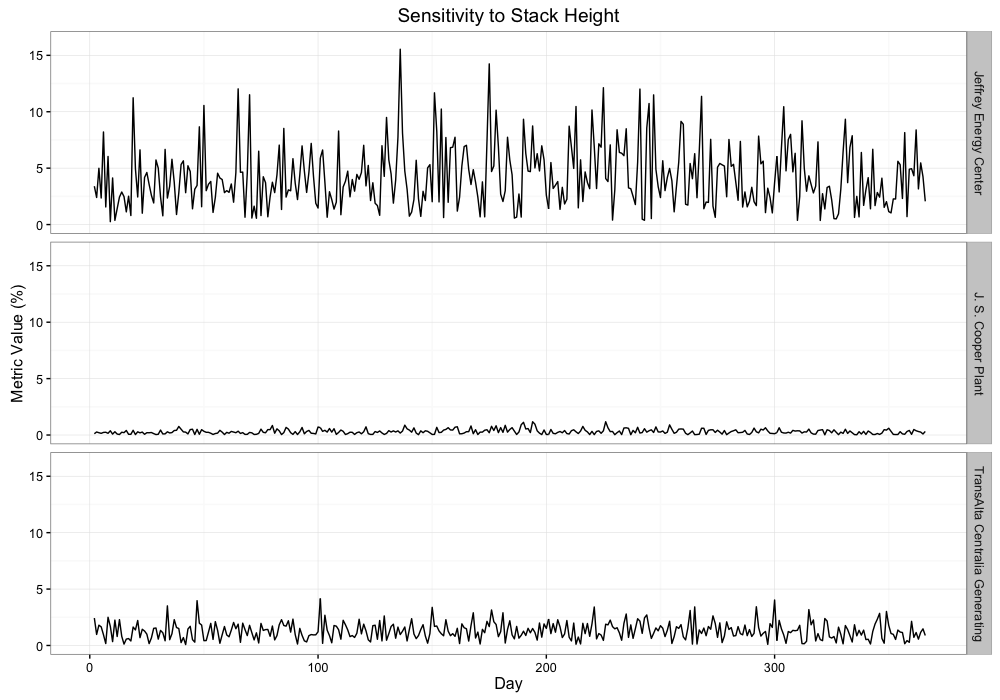 Sensitivity to Stack Height
Metric Value (%)
15
10
5
0
Jeffrey Energy Center
15
10
5
0
J. S. Cooper Plant
15
10
5
0
TransAlta Centralia Generating
0
100
200
300
Day